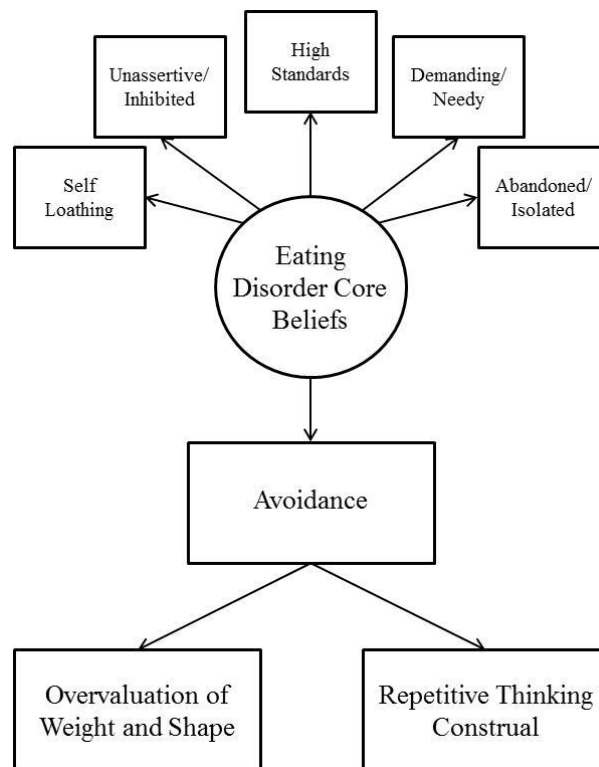 High
Standards
Unassertive/
Inhibited
Demanding/
Needy
Self
Loathing
Abandoned/
Isolated
Eating
Disorder Core
Beliefs
Avoidance
Overvaluation of
Weight and Shape
Repetitive Thinking
Construal